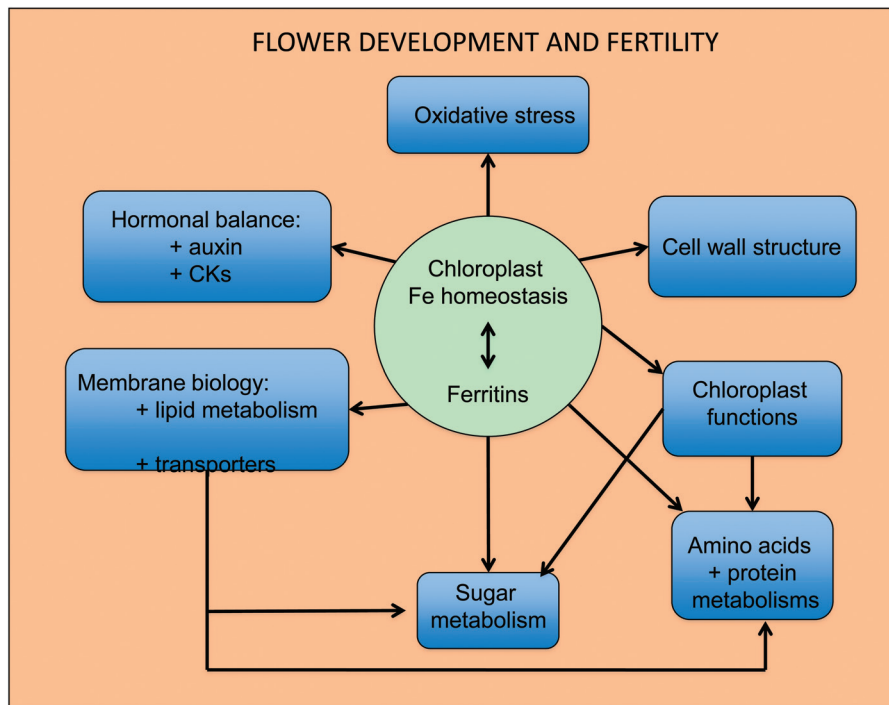 FLOWER DEVELOPMENT AND FERTILITY
Oxidative stress
Hormonal balance:
+ auxin
+ CKs
Chloroplast
Fe homeostasis
Ferritins
Cell wall structure
Membrane biology:
+ lipid metabolism
+ transporters
Chloroplast
functions
Sugar
metabolism
Amino acids
+ protein
metabolisms